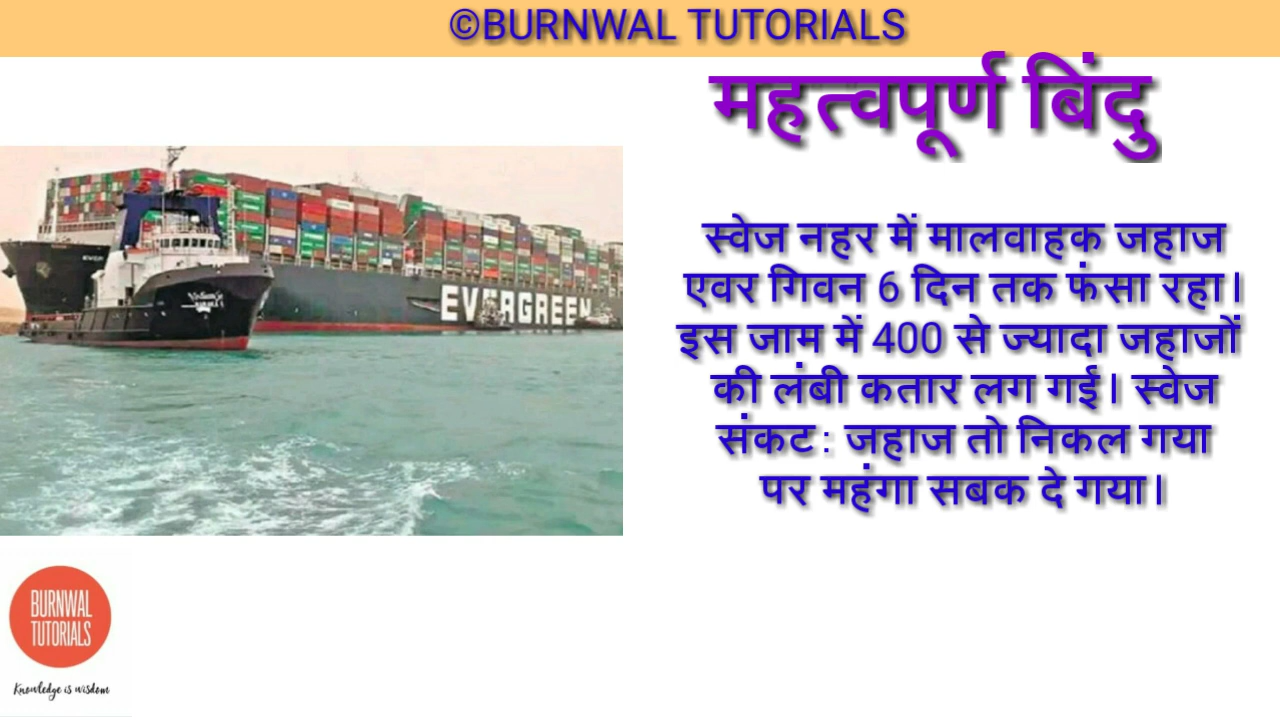 ©BURNWAL TUTORIALS
महत्वपूर्ण बिंदु
स्वेज नहर में मालवाहक जहाज
एवर गिवन 6 दिन तक फंसा रहा।
इस जाम में 400 से ज्यादा जहाजों
की लंबी कतार लग गई। स्वेज
संकट: जहाज तो निकल गया
पर महंगा सबक दे गया।
EVERGREEN
BURNWAL
TUTORIALS
Knowledge is wisdom